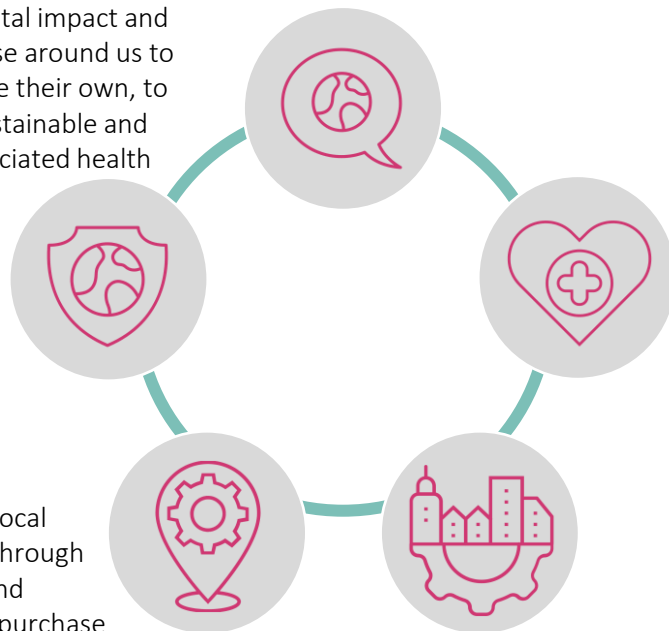 tal impact and
se around us to
e their own, to
stainable and
ciated health
ocal
hrough
nd
purchase